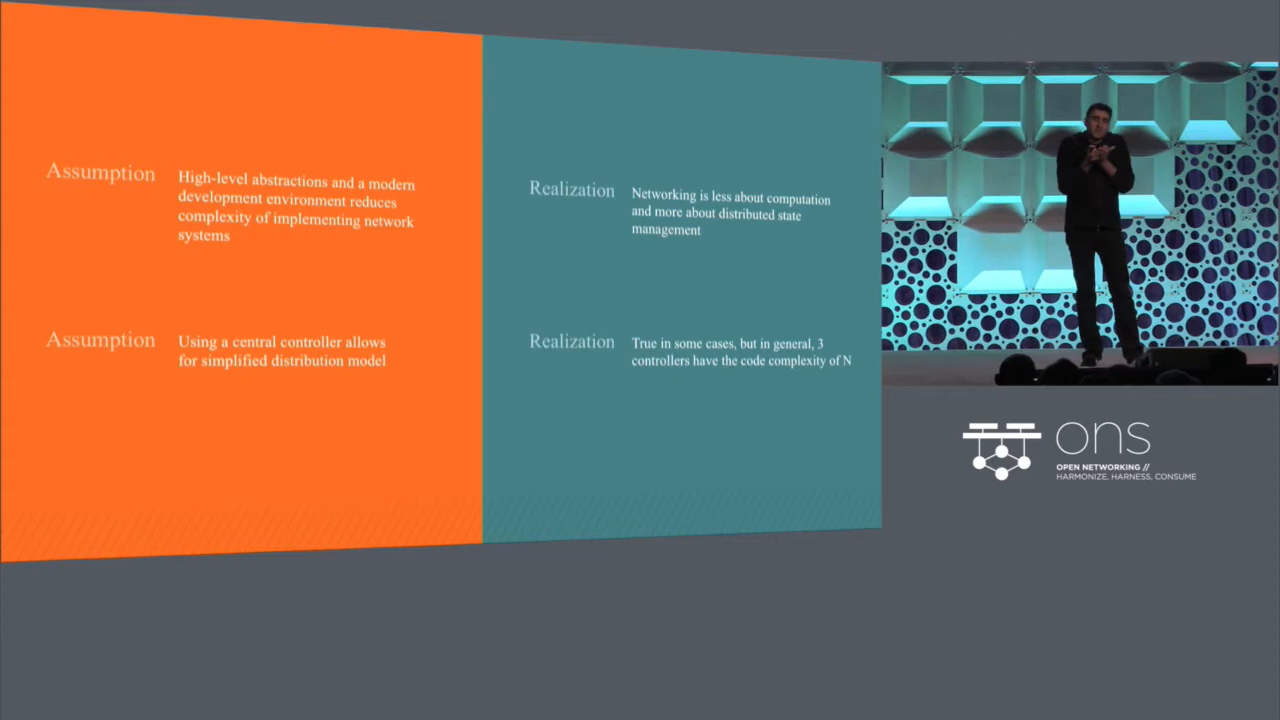 Assumption
High-level abstractions and a modern
development environment reduces
complexity of implementing network
systems
Realization
Networking is less about computation
and more about distributed state
management
Assumption
Using a central controller allows
for simplified distribution model
Realization
True in some cases, but in general, 3
controllers have the code complexity of N
ons
OPEN NETWORKING //
HARMONIZE, HARNESS, CONSUME